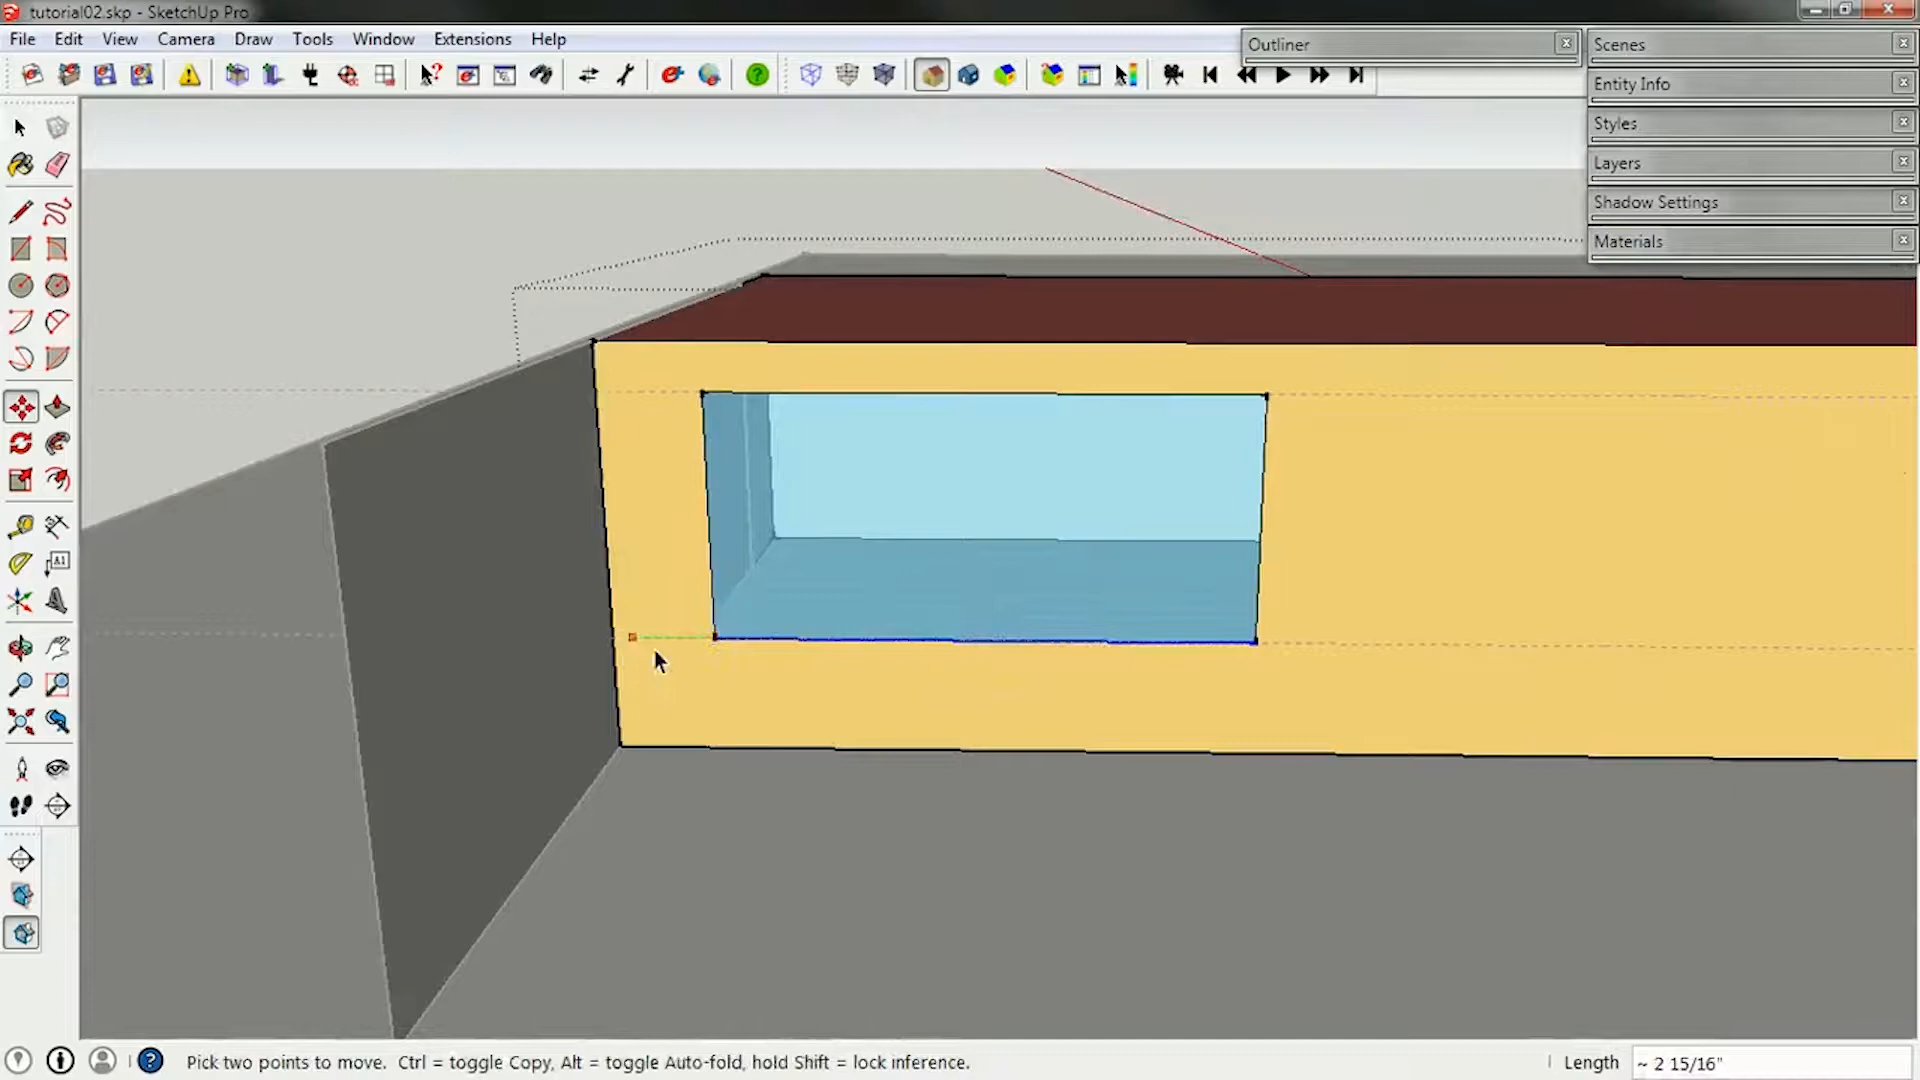 tutorial02.skp - SketchUp Pro
File Edit View Camera Draw Tools Window Extensions Help
Outliner
Scenes
Entity Info
Styles
Layers
Shadow Settings
Materials
A1
Pick two points to move. Ctrl = toggle Copy, Alt = toggle Auto-fold, hold Shift = lock inference.
Length ~ 2 15/16"